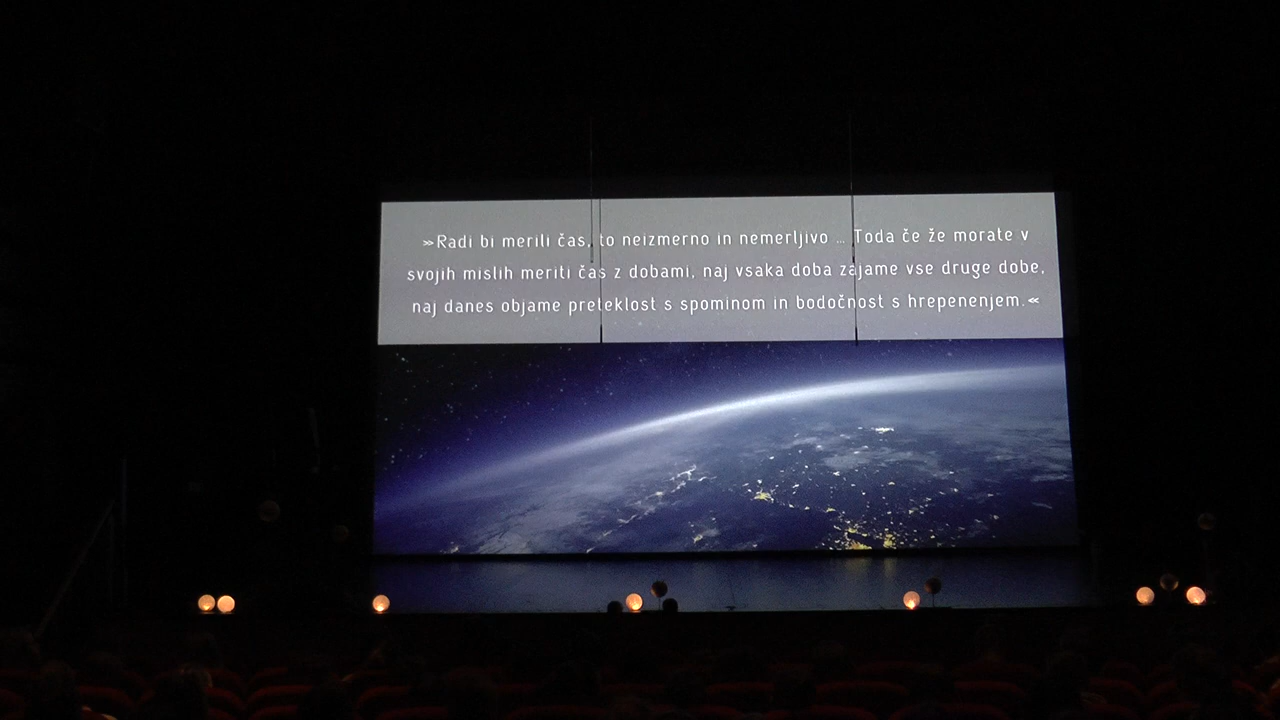 »Radi bi merili čas, to neizmerno in nemerljivo ... Toda če že morate v
svojih mislih meriti čas z dobami, naj vsaka doba zajame vse druge dobe,
naj danes objame preteklost s spominom in bodočnost s hrepenenjem.«